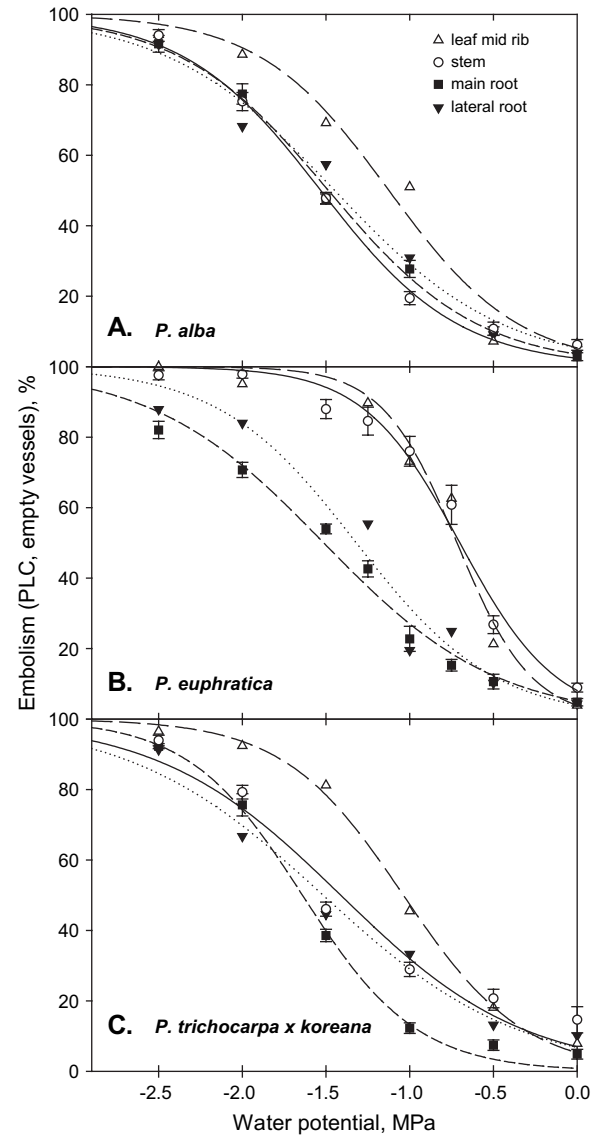 100
80
60
40
20
△ leaf mid rib
○ stem
■ main root
▼ lateral root
A. P. alba
Embolism (PLC, empty vessels), %
100
80
60
40
20
B. P. euphratica
100
80
60
40
20
0
C. P. trichocarpa x koreana
-2.5 -2.0 -1.5 -1.0 -0.5 0.0
Water potential, MPa